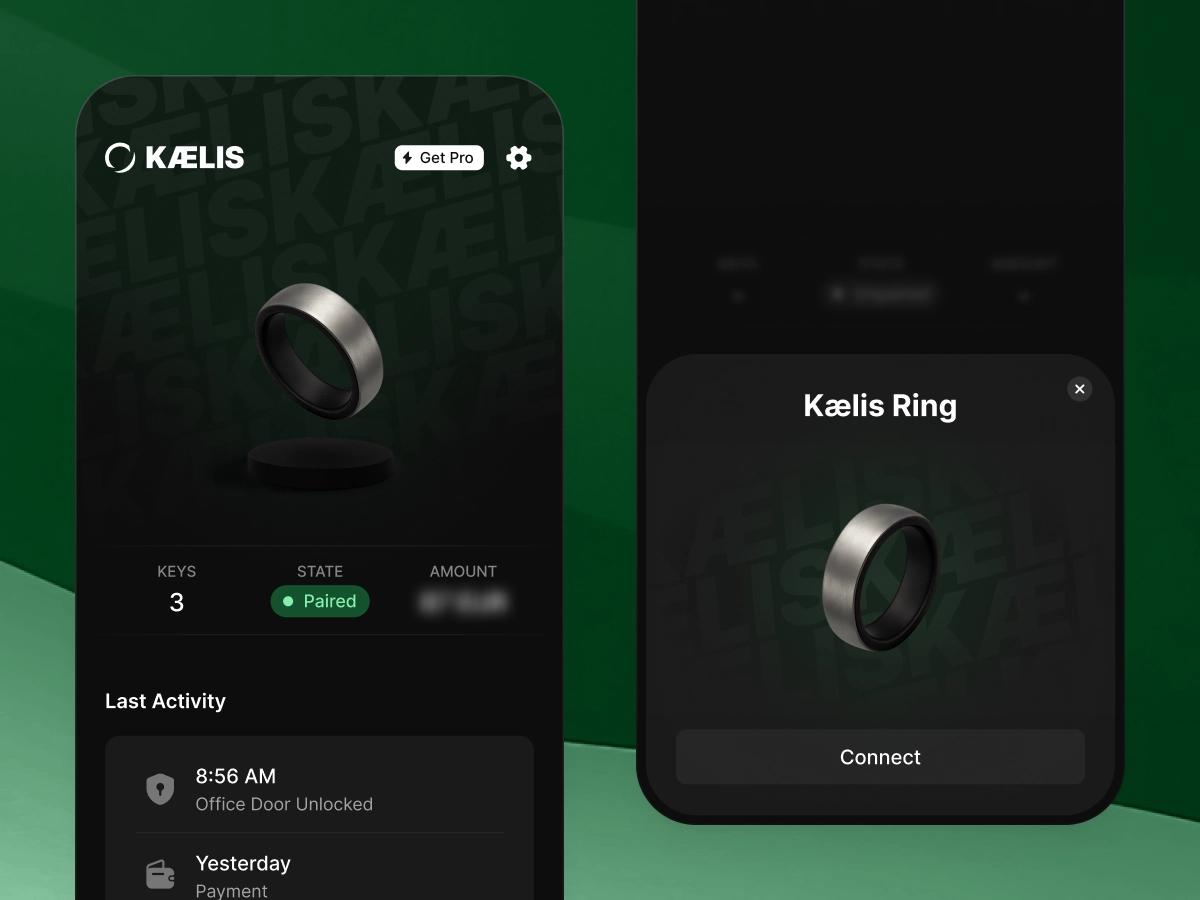 KÆLIS
Get Pro
KEYS
STATE
AMOUNT
3
Paired
Last Activity
8:56 AM
Office Door Unlocked
Yesterday
Payment
Kælis Ring
Connect